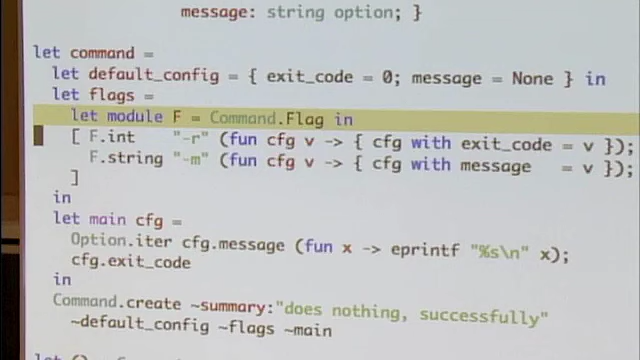 message: string option; }
let command =
let default_config = { exit_code = 0; message = None } in
let flags =
let module F = Command.Flag in
[ F.int "-r" (fun cfg v -> { cfg with exit_code = v });
F.string "-m" (fun cfg v -> { cfg with message = v });
]
in
let main cfg =
Option.iter cfg.message (fun x -> eprintf "%s\n" x);
cfg.exit_code
in
Command.create ~summary:"does nothing, successfully"
~default_config ~flags ~main
let () =